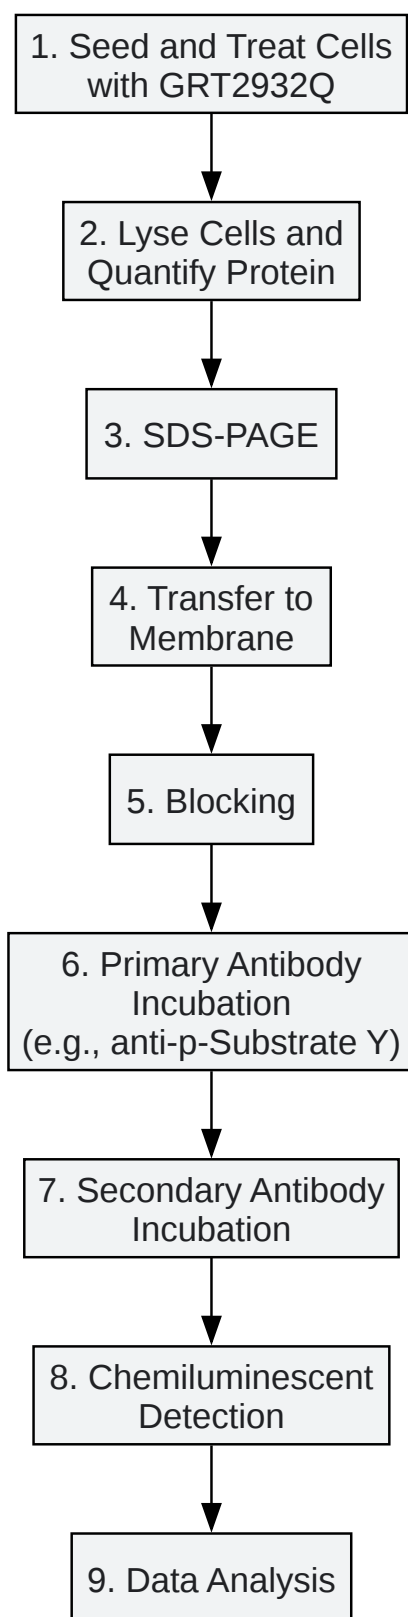 1. Seed and Treat Cells
with GRT2932Q
2. Lyse Cells and
Quantify Protein
3. SDS-PAGE
4. Transfer to
Membrane
5. Blocking
6. Primary Antibody
Incubation
(e.g., anti-p-Substrate Y)
7. Secondary Antibody
Incubation
8. Chemiluminescent
Detection
9. Data Analysis